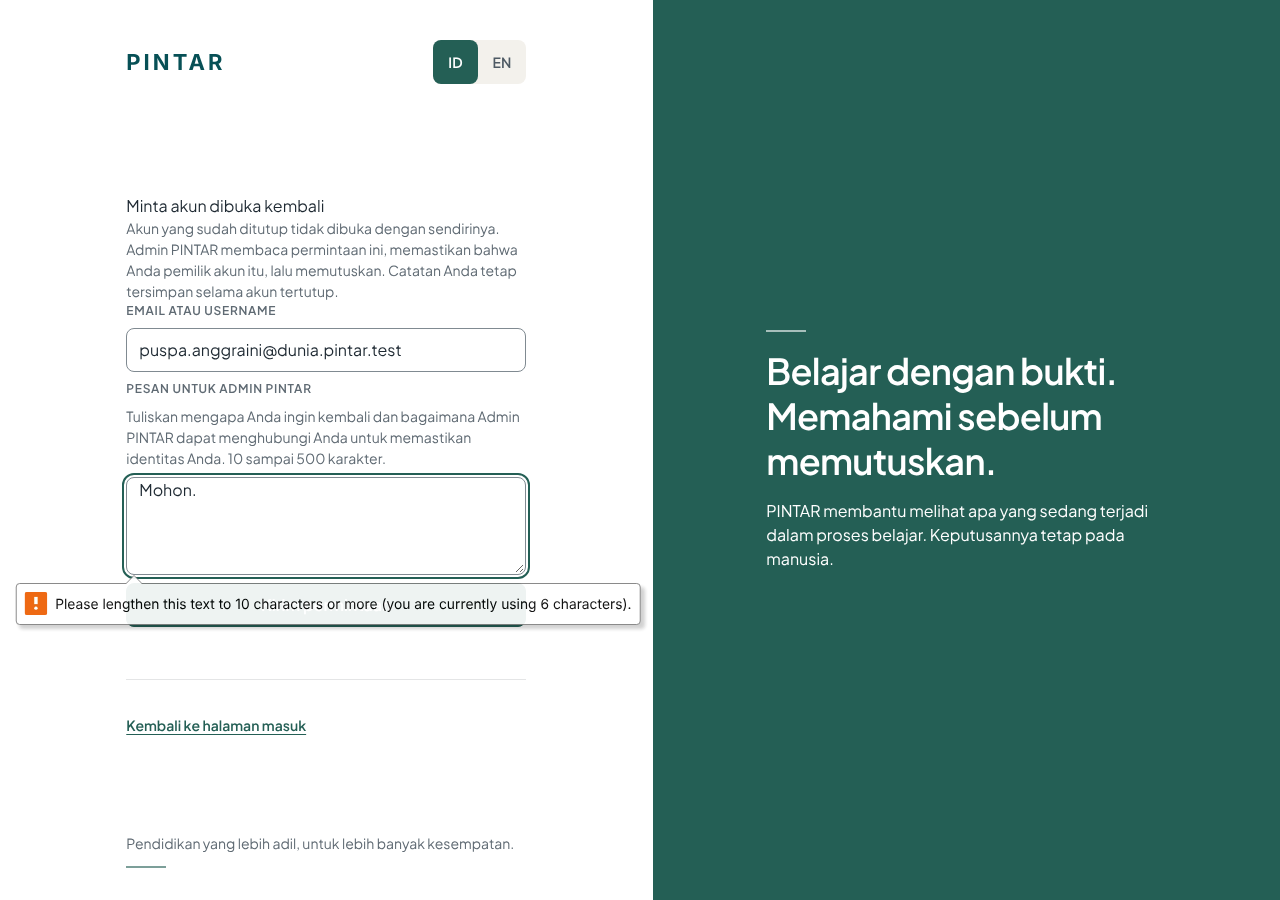 PINTAR
ID
EN
Minta akun dibuka kembali
Akun yang sudah ditutup tidak dibuka dengan sendirinya.
Admin PINTAR membaca permintaan ini, memastikan bahwa
Anda pemilik akun itu, lalu memutuskan. Catatan Anda tetap
tersimpan selama akun tertutup.
EMAIL ATAU USERNAME
puspa.anggraini@dunia.pintar.test
PESAN UNTUK ADMIN PINTAR
Tuliskan mengapa Anda ingin kembali dan bagaimana Admin
PINTAR dapat menghubungi Anda untuk memastikan
identitas Anda. 10 sampai 500 karakter.
Mohon.
Please lengthen this text to 10 characters or more (you are currently using 6 characters).
Kembali ke halaman masuk
Pendidikan yang lebih adil, untuk lebih banyak kesempatan.
Belajar dengan bukti.
Memahami sebelum
memutuskan.
PINTAR membantu melihat apa yang sedang terjadi
dalam proses belajar. Keputusannya tetap pada
manusia.